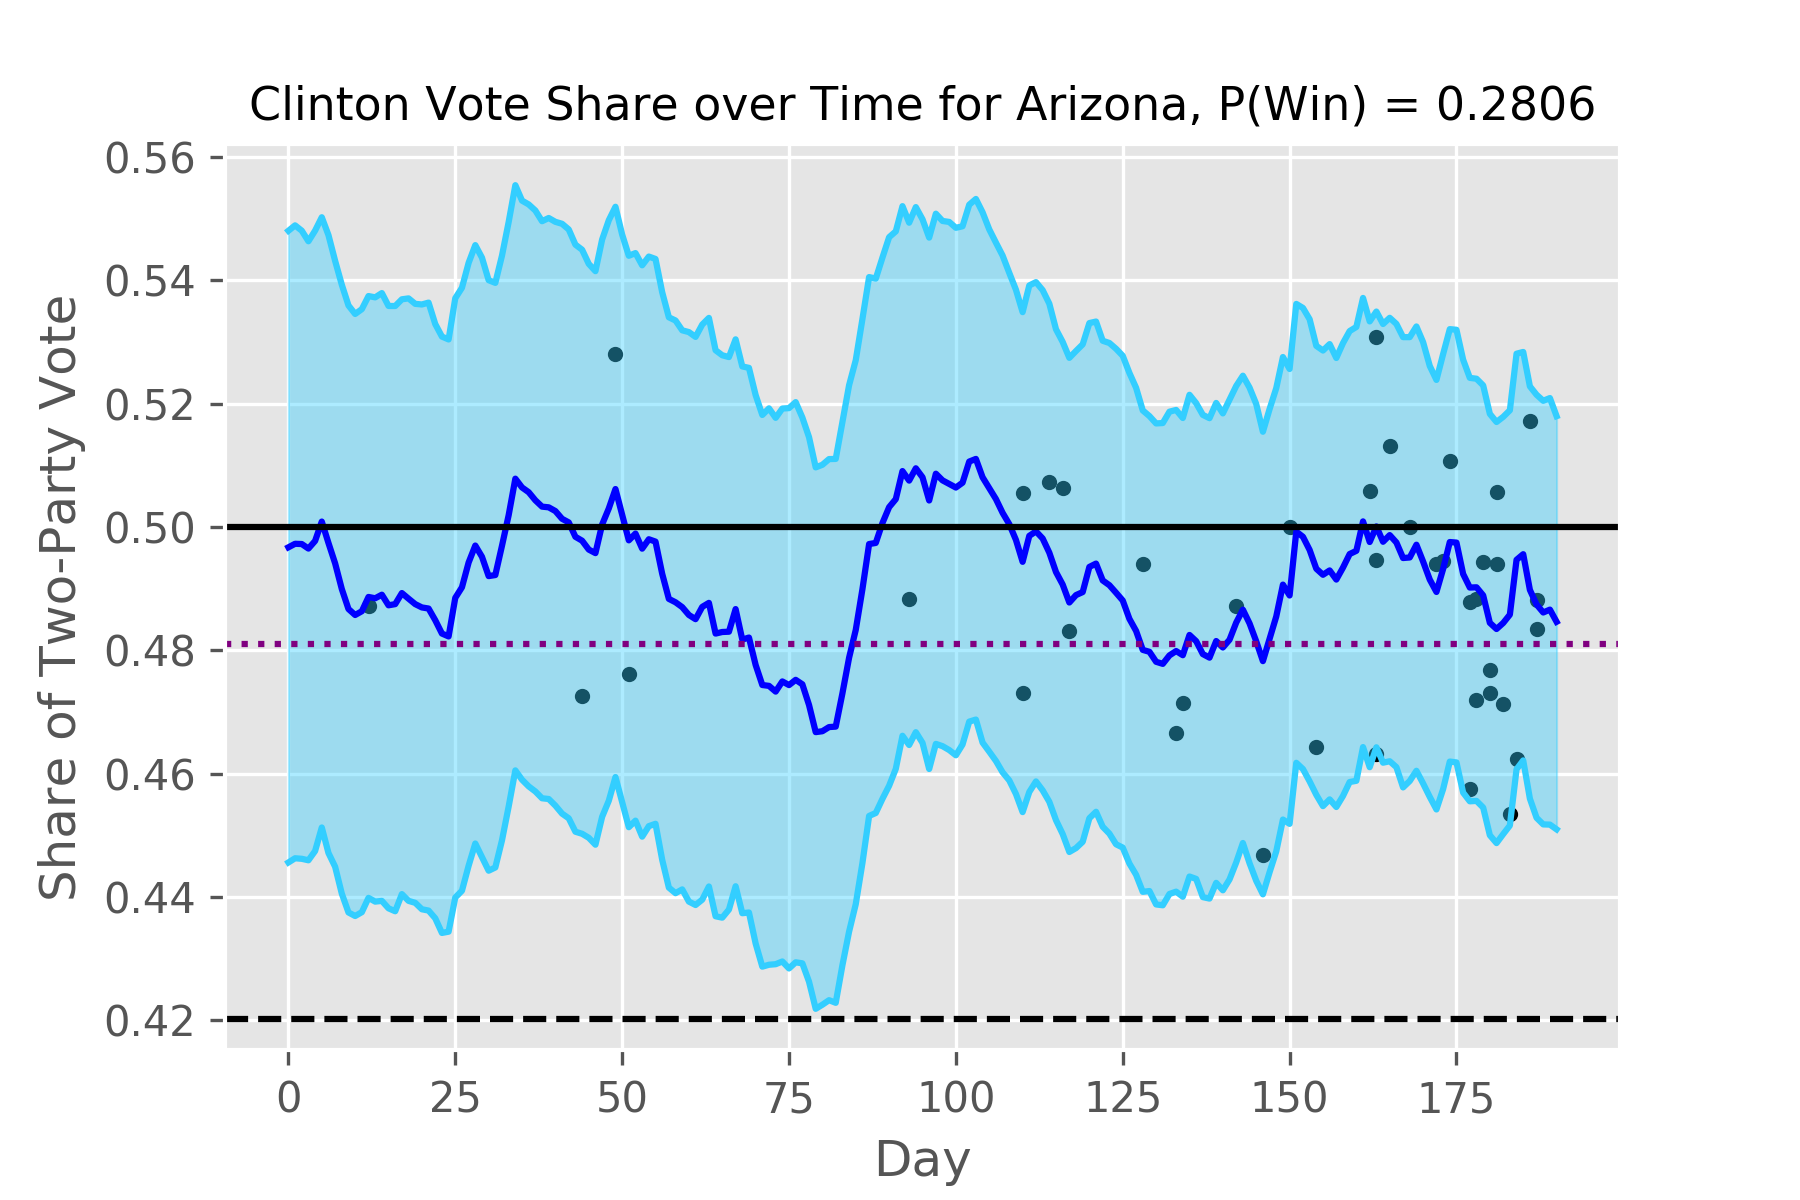 Clinton Vote Share over Time for Arizona, P(Win) = 0.2806
0.56
0.54
0.52
0.50
0.48
0.46
0.44
0.42
Share of Two-Party Vote
0 25 50 75 100 125 150 175
Day